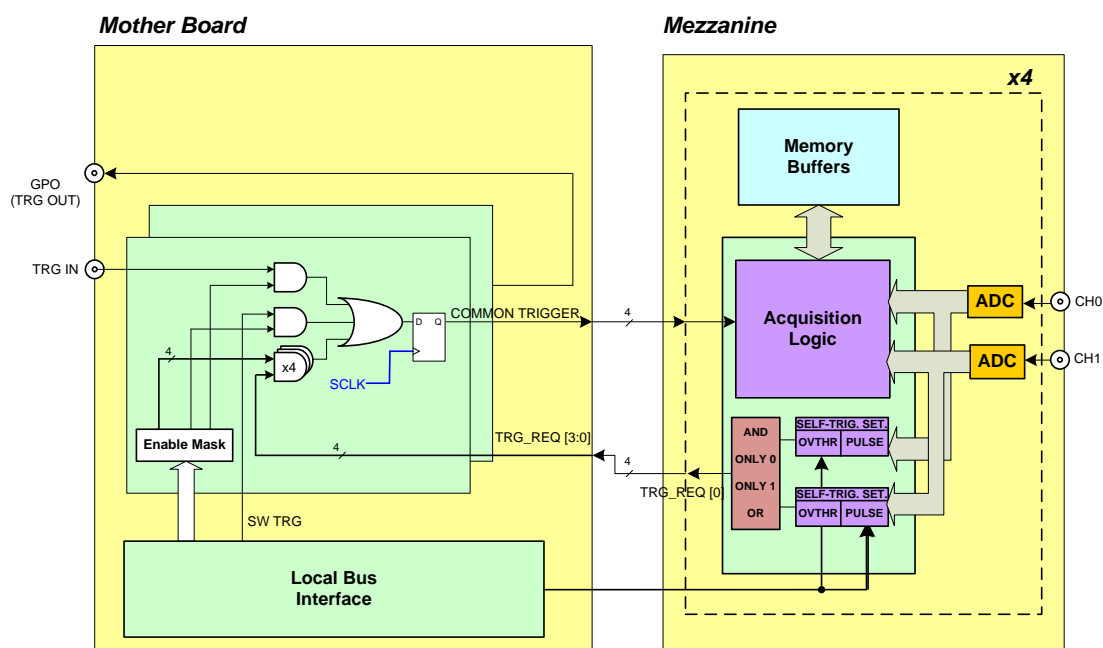 Mother Board
Mezzanine
x4
Memory
Buffers
GPO
(TRG OUT)
TRG IN
COMMON TRIGGER
D
Q
4
Acquisition
Logic
ADC
CH0
ADC
CH1
4
x4
SCLK
Enable Mask
TRG_REQ [3:0]
4
4
TRG_REQ [0]
AND
ONLY 0
ONLY 1
OR
SELF-TRIG. SET.
OVTHR
PULSE
SELF-TRIG. SET.
OVTHR
PULSE
SW TRG
Local Bus
Interface